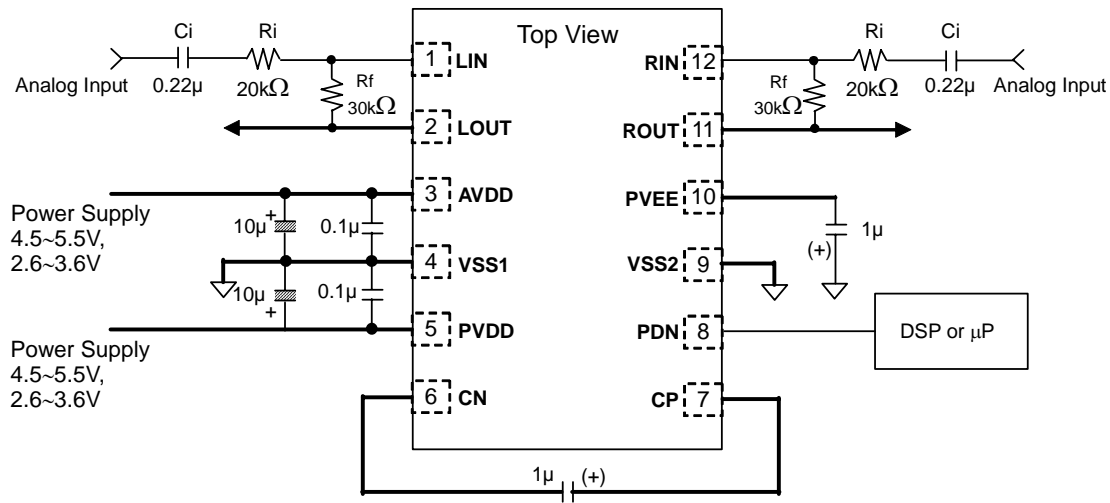 Top View
Ci
Ri
Analog Input
0.22μ
20kΩ
Rf
30kΩ
1
LIN
2
LOUT
3
AVDD
4
VSS1
5
PVDD
6
CN
Power Supply
4.5~5.5V,
2.6~3.6V
10μ
+
0.1μ
10μ
+
0.1μ
Power Supply
4.5~5.5V,
2.6~3.6V
RIN
12
ROUT
11
PVEE
10
VSS2
9
PDN
8
CP
7
Ri
Ci
Rf
30kΩ
20kΩ
0.22μ
Analog Input
1μ
(+)
DSP or μP
1μ
(+)